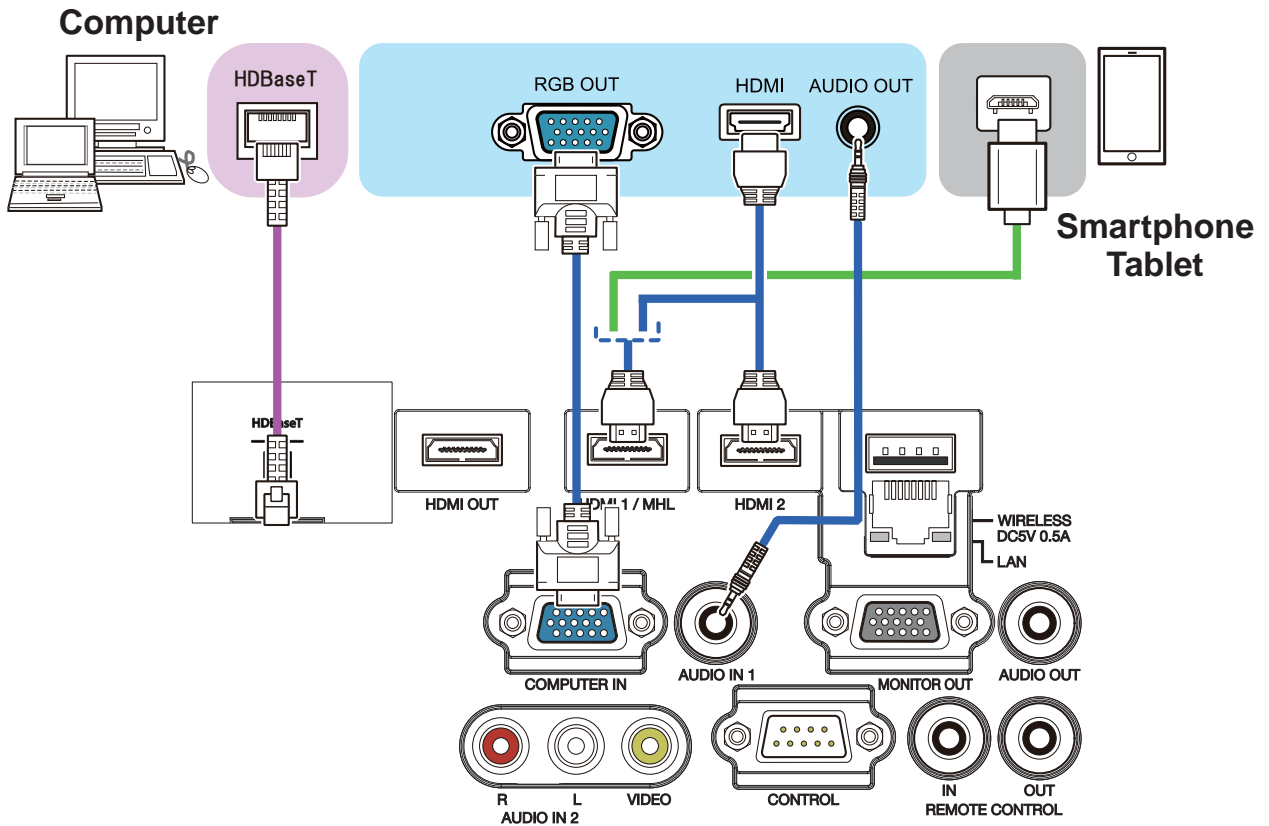 Computer
HDBaseT
RGB OUT
HDMI
AUDIO OUT
Smartphone
Tablet
HDBaseT
HDMI OUT
HDMI 1 / MHL
HDMI 2
WIRELESS
DC5V 0.5A
LAN
COMPUTER IN
AUDIO IN 1
MONITOR OUT
AUDIO OUT
R
L
VIDEO
AUDIO IN 2
CONTROL
IN
OUT
REMOTE CONTROL